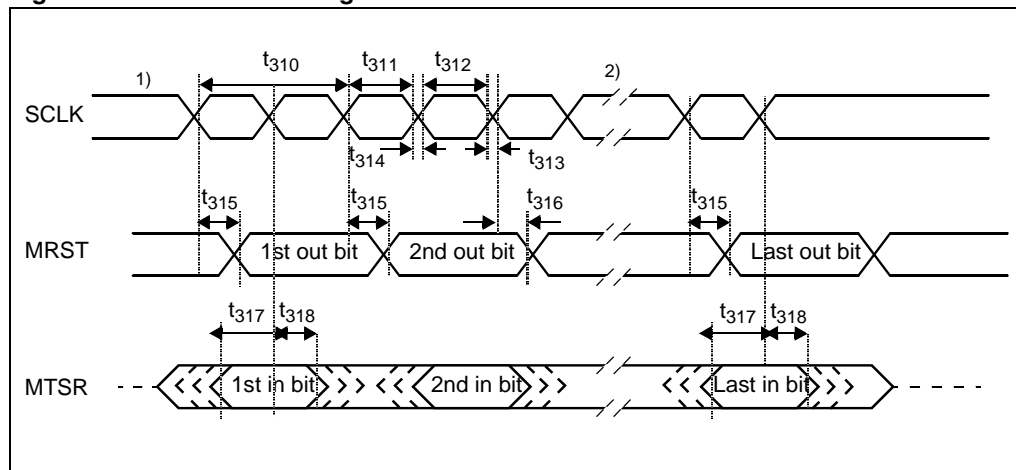 t310 t311 t312
1) 2)
SCLK
t314 t313
t315 t315 t316 t315
MRST 1st out bit 2nd out bit Last out bit
t317 t318 t317 t318
MTSR 1st in bit 2nd in bit Last in bit